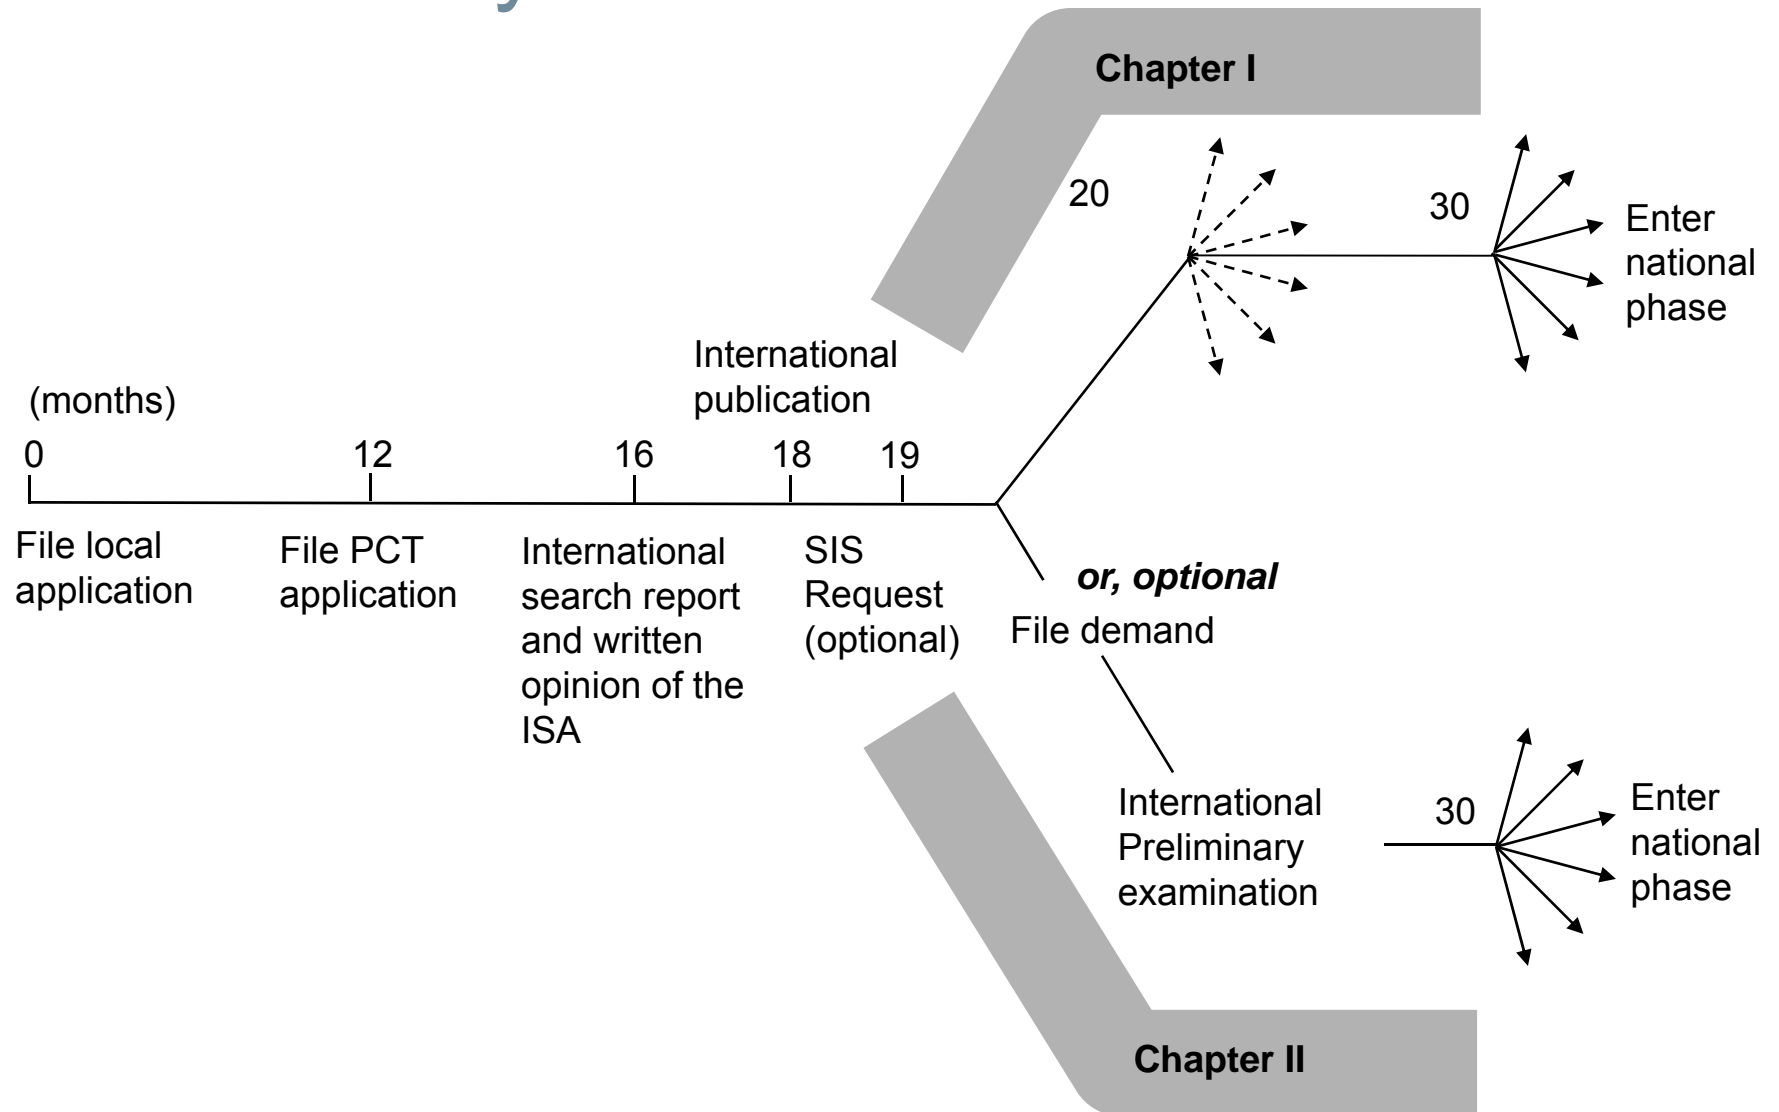 Chapter I
20
30
Enter
national
phase
International
publication
(months)
0
12
16
18
19
File local
application
File PCT
application
International
search report
and written
opinion of the
ISA
SIS
Request
(optional)
or, optional
File demand
International
Preliminary
examination
30
Enter
national
phase
Chapter II